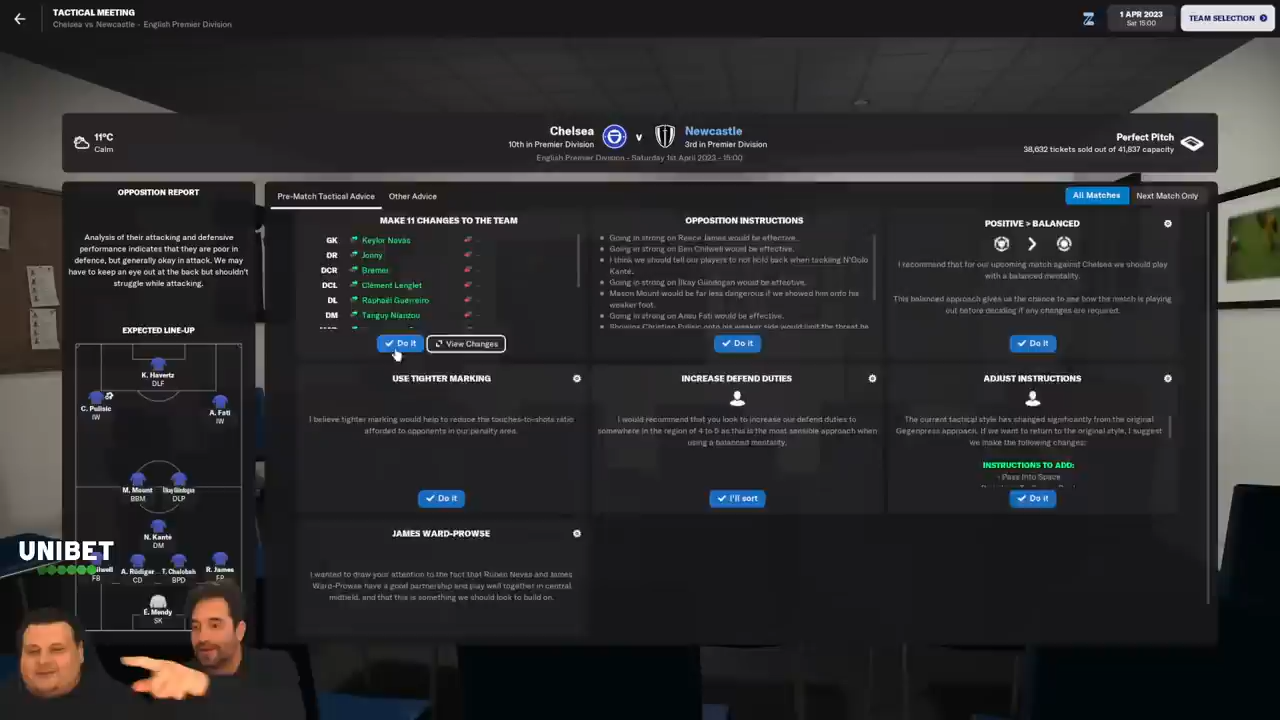 TACTICAL MEETING
Chelsea vs Newcastle - English Premier Division
1 APR 2023
Sat 15:00
TEAM SELECTION
11°C
Calm
Chelsea
v
Newcastle
10th in Premier Division
3rd in Premier Division
English Premier Division - Saturday 1st April 2023 - 15:00
Perfect Pitch
38,632 tickets sold out of 41,837 capacity
OPPOSITION REPORT
Analysis of their attacking and defensive
performance indicates that they are poor in
defence, but generally okay in attack. We may
have to keep an eye out at the back but shouldn't
struggle while attacking.
EXPECTED LINE-UP
K. Havertz
DLF
C. Pulisic
IW
A. Fati
IW
M. Mount
BBM
İlkay Gündogan
DLP
N. Kanté
DM
FB
A. Rüdiger
CD
T. Chalobah
BPD
R. James
É. Mendy
SK
Pre-Match Tactical Advice
Other Advice
All Matches
Next Match Only
MAKE 11 CHANGES TO THE TEAM
GK Keylor Navas
DR Jonny
DCR Bremer
DCL Clément Lenglet
DL Raphaël Guerreiro
DM Tanguy Nianzou
Do it
View Changes
OPPOSITION INSTRUCTIONS
Going in strong on Reece James would be effective.
Going in strong on Ben Chilwell would be effective.
I think we should tell our players to not hold back when tackling N'Golo
Kanté.
Going in strong on İlkay Gündogan would be effective.
Mason Mount would be far less dangerous if we showed him onto his
weaker foot.
Going in strong on Ansu Fati would be effective.
Showing Christian Pulisic onto his weaker side would limit the threat he
Do it
POSITIVE > BALANCED
I recommend that for our upcoming match against Chelsea we should play
with a balanced mentality.
This balanced approach gives us the chance to see how the match is playing
out before deciding if any changes are required.
Do it
USE TIGHTER MARKING
I believe tighter marking would help to reduce the touches-to-shots ratio
afforded to opponents in our penalty area.
Do it
INCREASE DEFEND DUTIES
I would recommend that you look to increase our defend duties to
somewhere in the region of 4 to 5 as this is the most sensible approach when
using a balanced mentality.
I'll sort
ADJUST INSTRUCTIONS
The current tactical style has changed significantly from the original
Gegenpress approach. If we want to return to the original style, I suggest
we make the following changes:
INSTRUCTIONS TO ADD:
- Pass Into Space
Do it
JAMES WARD-PROWSE
I wanted to draw your attention to the fact that Rúben Neves and James
Ward-Prowse have a good partnership and play well together in central
midfield, and that this is something we should look to build on.
UNIBET